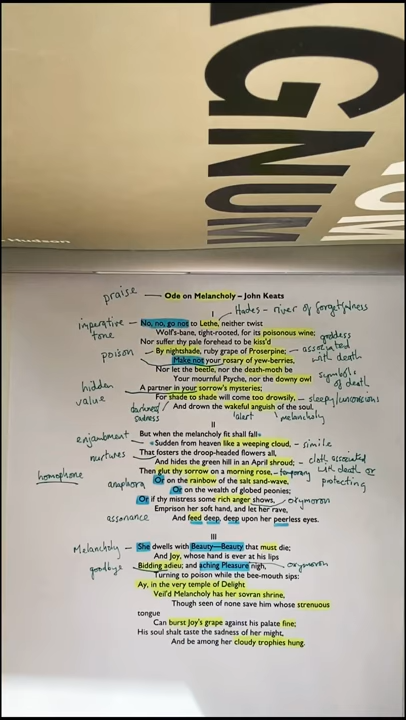 GNUM
Hudson
praise — Ode on Melancholy – John Keats
Hades - river of forgetfulness
I
imperative tone — No, no, go not to Lethe, neither twist
Wolf's-bane, tight-rooted, for its poisonous wine;
Nor suffer thy pale forehead to be kiss'd
poison — By nightshade, ruby grape of Proserpine; — goddess associated with death
Make not your rosary of yew-berries,
Nor let the beetle, nor the death-moth be
Your mournful Psyche, nor the downy owl symbols of death
hidden value A partner in your sorrow's mysteries;
For shade to shade will come too drowsily, — sleepy/unconscious
darkness/ sadness And drown the wakeful anguish of the soul.
alert melancholy
II
enjambment — But when the melancholy fit shall fall
Sudden from heaven like a weeping cloud, — simile
nurtures — That fosters the droop-headed flowers all,
And hides the green hill in an April shroud; — cloth associated with death or protecting
homophone Then glut thy sorrow on a morning rose, — temporary
anaphora Or on the rainbow of the salt sand-wave,
Or on the wealth of globed peonies;
Or if thy mistress some rich anger shows, — oxymoron
Emprison her soft hand, and let her rave,
assonance And feed deep, deep upon her peerless eyes.
III
Melancholy — She dwells with Beauty—Beauty that must die;
And Joy, whose hand is ever at his lips
goodbye Bidding adieu; and aching Pleasure nigh, oxymoron
Turning to poison while the bee-mouth sips:
Ay, in the very temple of Delight
Veil'd Melancholy has her sovran shrine,
Though seen of none save him whose strenuous
tongue
Can burst Joy's grape against his palate fine;
His soul shalt taste the sadness of her might,
And be among her cloudy trophies hung.